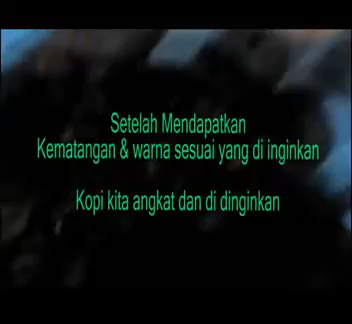 Setelah Mendapatkan
Kematangan & warna sesuai yang di inginkan
Kopi kita angkat dan di dinginkan